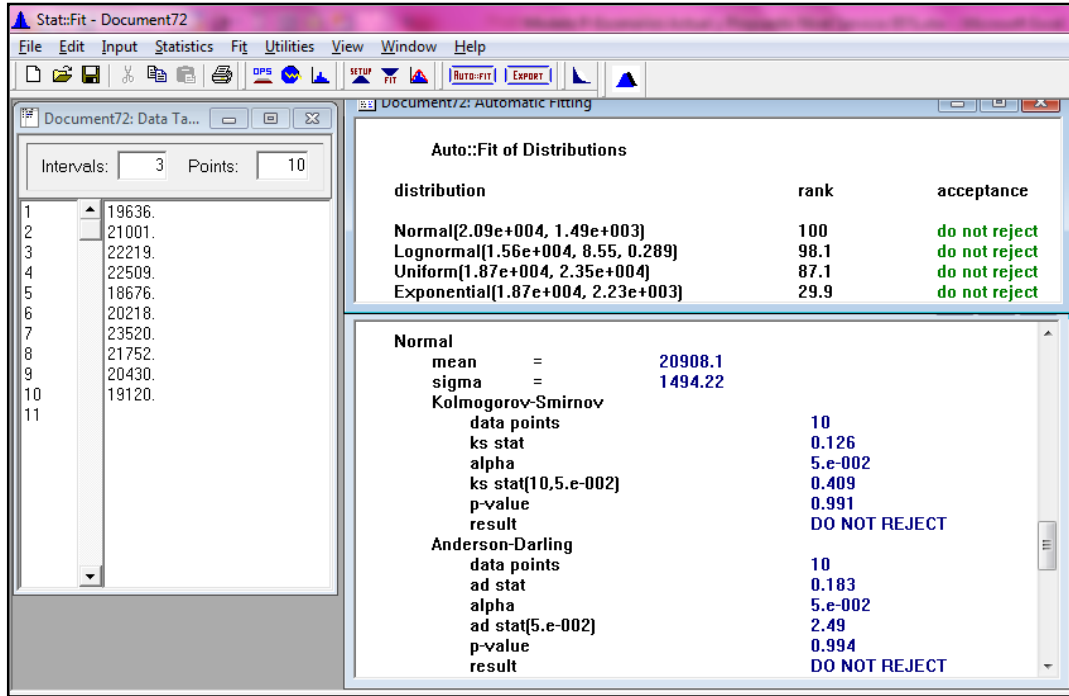 Stat::Fit - Document72
File Edit Input Statistics Fit Utilities View Window Help
OPS SETUP FIT AUTO::FIT EXPORT
Document72: Data Ta...
Intervals: 3 Points: 10
1 19636.
2 21001.
3 22219.
4 22509.
5 18676.
6 20218.
7 23520.
8 21752.
9 20430.
10 19120.
11
Document72: Automatic Fitting
Auto::Fit of Distributions
distribution rank acceptance
Normal(2.09e+004, 1.49e+003) 100 do not reject
Lognormal(1.56e+004, 8.55, 0.289) 98.1 do not reject
Uniform(1.87e+004, 2.35e+004) 87.1 do not reject
Exponential(1.87e+004, 2.23e+003) 29.9 do not reject
Normal
mean = 20908.1
sigma = 1494.22
Kolmogorov-Smirnov
data points 10
ks stat 0.126
alpha 5.e-002
ks stat(10,5.e-002) 0.409
p-value 0.991
result DO NOT REJECT
Anderson-Darling
data points 10
ad stat 0.183
alpha 5.e-002
ad stat(5.e-002) 2.49
p-value 0.994
result DO NOT REJECT